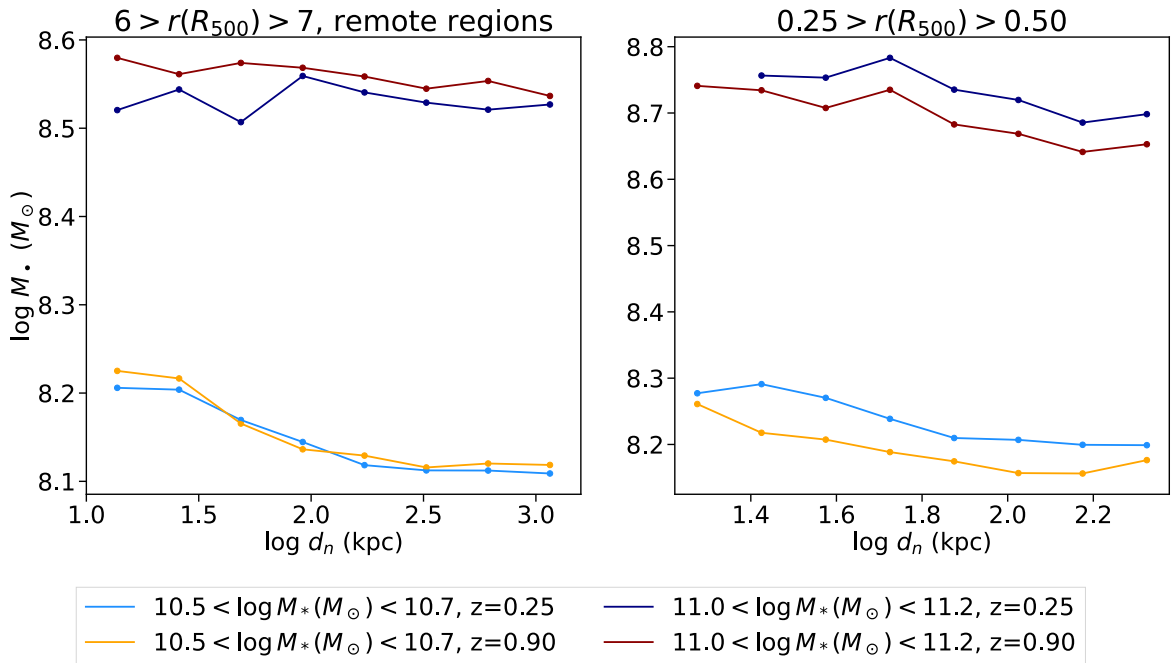 6 > r(R₅₀₀) > 7, remote regions
0.25 > r(R₅₀₀) > 0.50
log M• (M⊙)
8.6
8.5
8.4
8.3
8.2
8.1
1.0 1.5 2.0 2.5 3.0
log dₙ (kpc)
8.8
8.7
8.6
8.5
8.4
8.3
8.2
1.4 1.6 1.8 2.0 2.2
log dₙ (kpc)
10.5 < log M*(M⊙) < 10.7, z=0.25
10.5 < log M*(M⊙) < 10.7, z=0.90
11.0 < log M*(M⊙) < 11.2, z=0.25
11.0 < log M*(M⊙) < 11.2, z=0.90